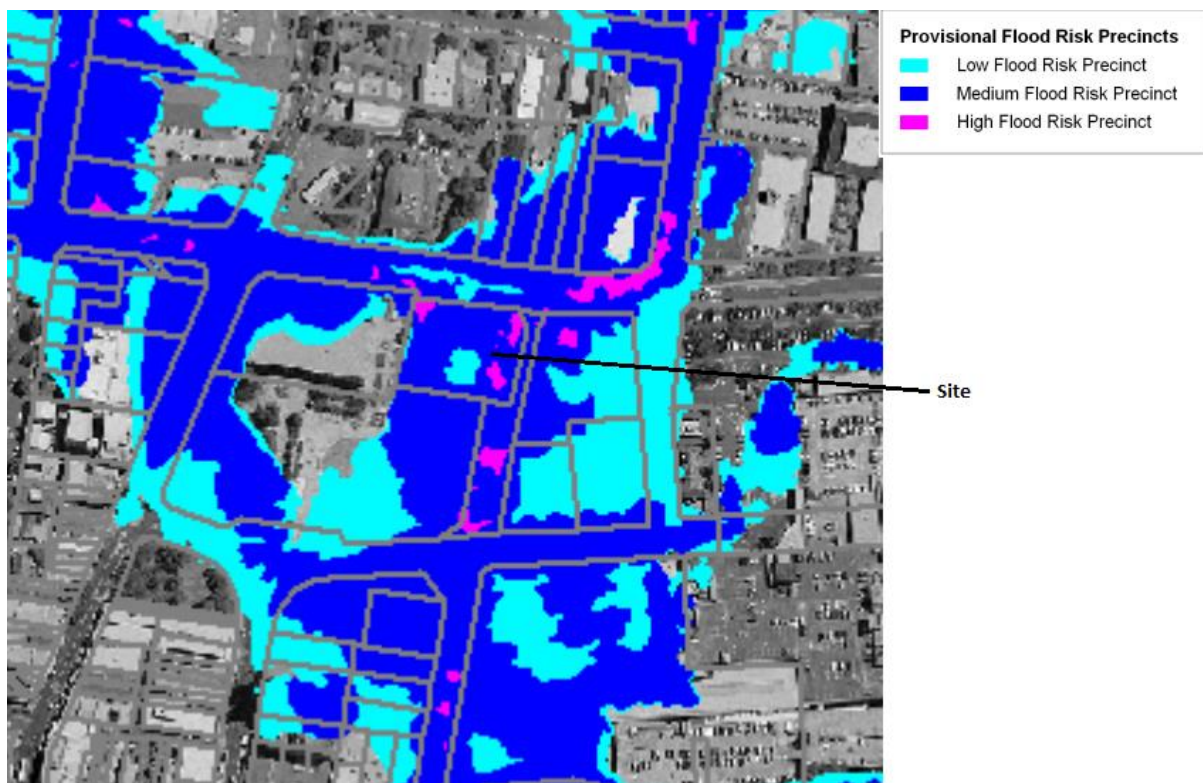 Provisional Flood Risk Precincts
Low Flood Risk Precinct
Medium Flood Risk Precinct
High Flood Risk Precinct
Site